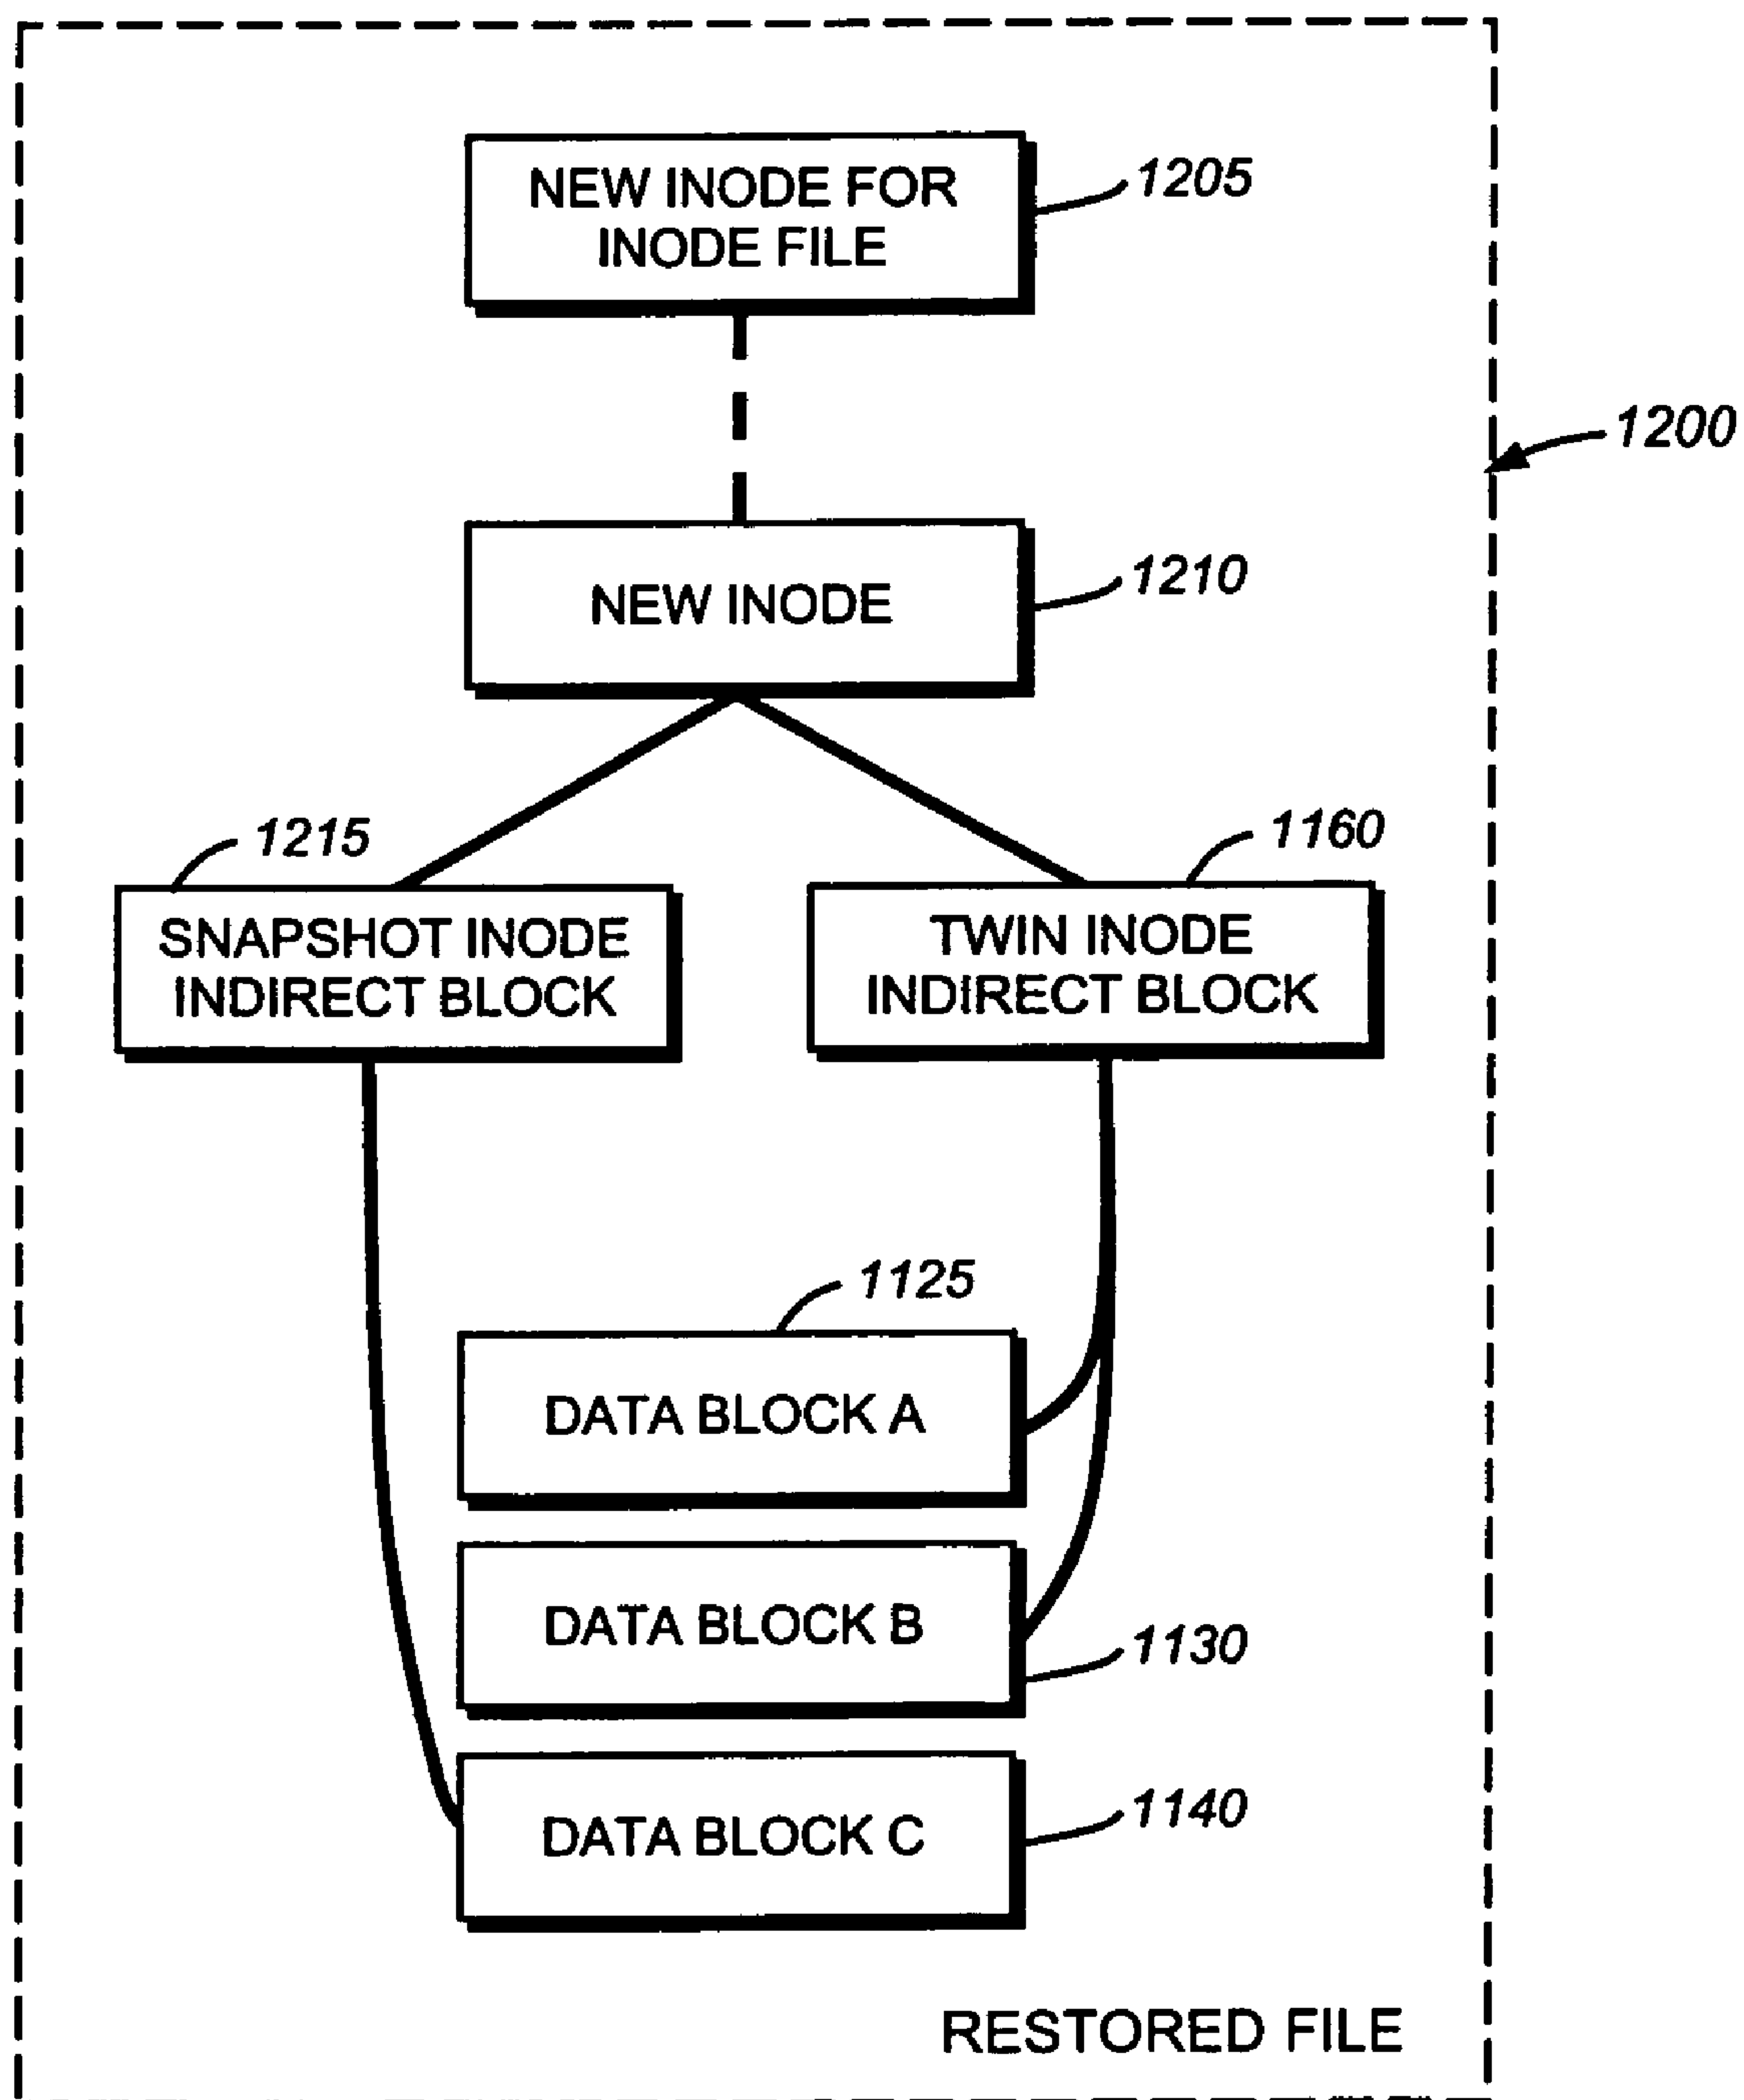 NEW INODE FOR
INODE FILE
1205
1200
NEW INODE
1210
1215
1160
SNAPSHOT INODE
INDIRECT BLOCK
TWIN INODE
INDIRECT BLOCK
1125
DATA BLOCK A
DATA BLOCK B
1130
DATA BLOCK C
1140
RESTORED FILE